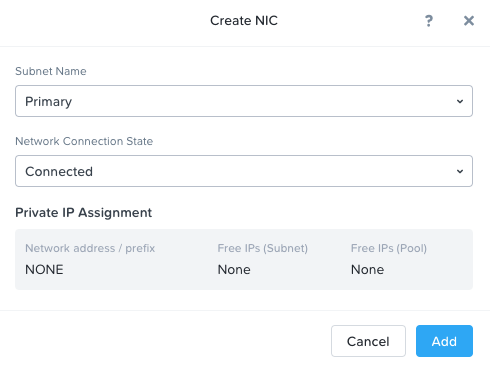 Create NIC ? ×
Subnet Name
Primary
Network Connection State
Connected
Private IP Assignment
Network address / prefix Free IPs (Subnet) Free IPs (Pool)
NONE None None
Cancel Add